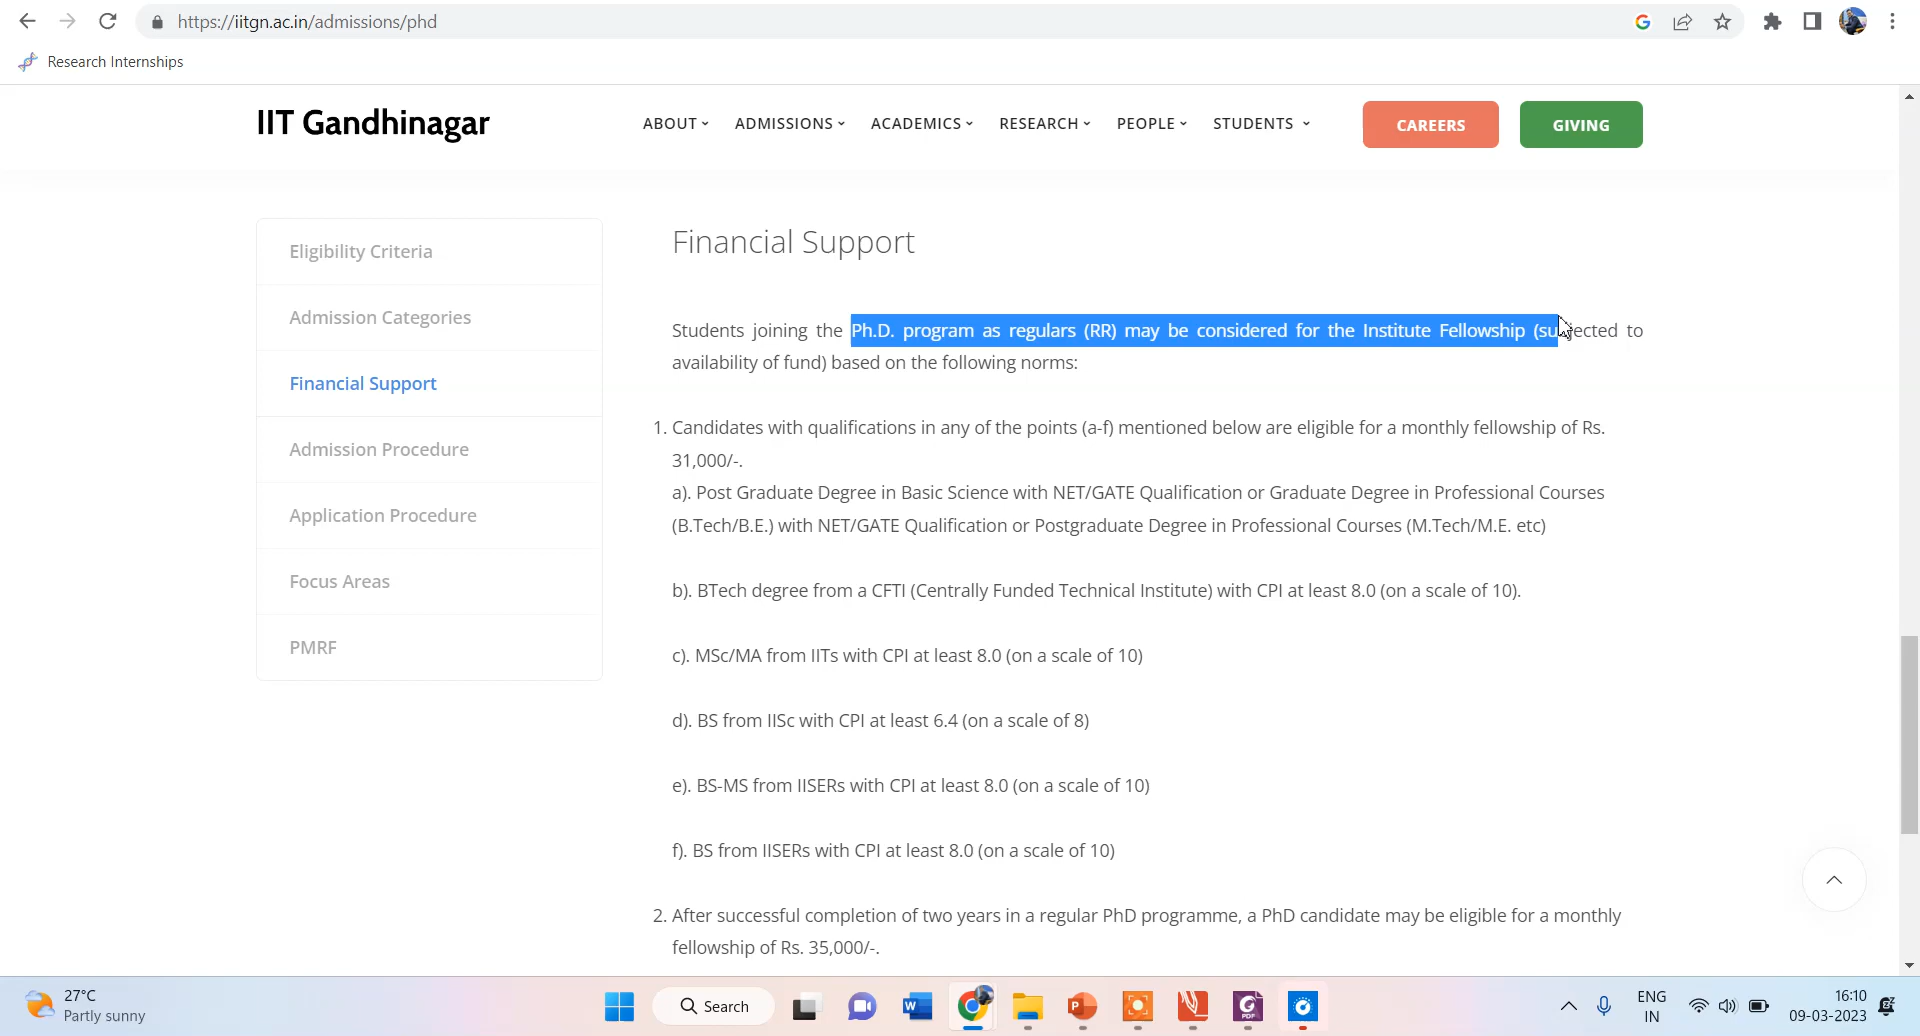 https://iitgn.ac.in/admissions/phd
Research Internships
IIT Gandhinagar
ABOUT
ADMISSIONS
ACADEMICS
RESEARCH
PEOPLE
STUDENTS
CAREERS
GIVING
Eligibility Criteria
Admission Categories
Financial Support
Admission Procedure
Application Procedure
Focus Areas
PMRF
Financial Support
Students joining the Ph.D. program as regulars (RR) may be considered for the Institute Fellowship (subjected to
availability of fund) based on the following norms:
1. Candidates with qualifications in any of the points (a-f) mentioned below are eligible for a monthly fellowship of Rs.
31,000/-.
a). Post Graduate Degree in Basic Science with NET/GATE Qualification or Graduate Degree in Professional Courses
(B.Tech/B.E.) with NET/GATE Qualification or Postgraduate Degree in Professional Courses (M.Tech/M.E. etc)
b). BTech degree from a CFTI (Centrally Funded Technical Institute) with CPI at least 8.0 (on a scale of 10).
c). MSc/MA from IITs with CPI at least 8.0 (on a scale of 10)
d). BS from IISc with CPI at least 6.4 (on a scale of 8)
e). BS-MS from IISERs with CPI at least 8.0 (on a scale of 10)
f). BS from IISERs with CPI at least 8.0 (on a scale of 10)
2. After successful completion of two years in a regular PhD programme, a PhD candidate may be eligible for a monthly
fellowship of Rs. 35,000/-.
27°C
Partly sunny
Search
ENG
IN
16:10
09-03-2023